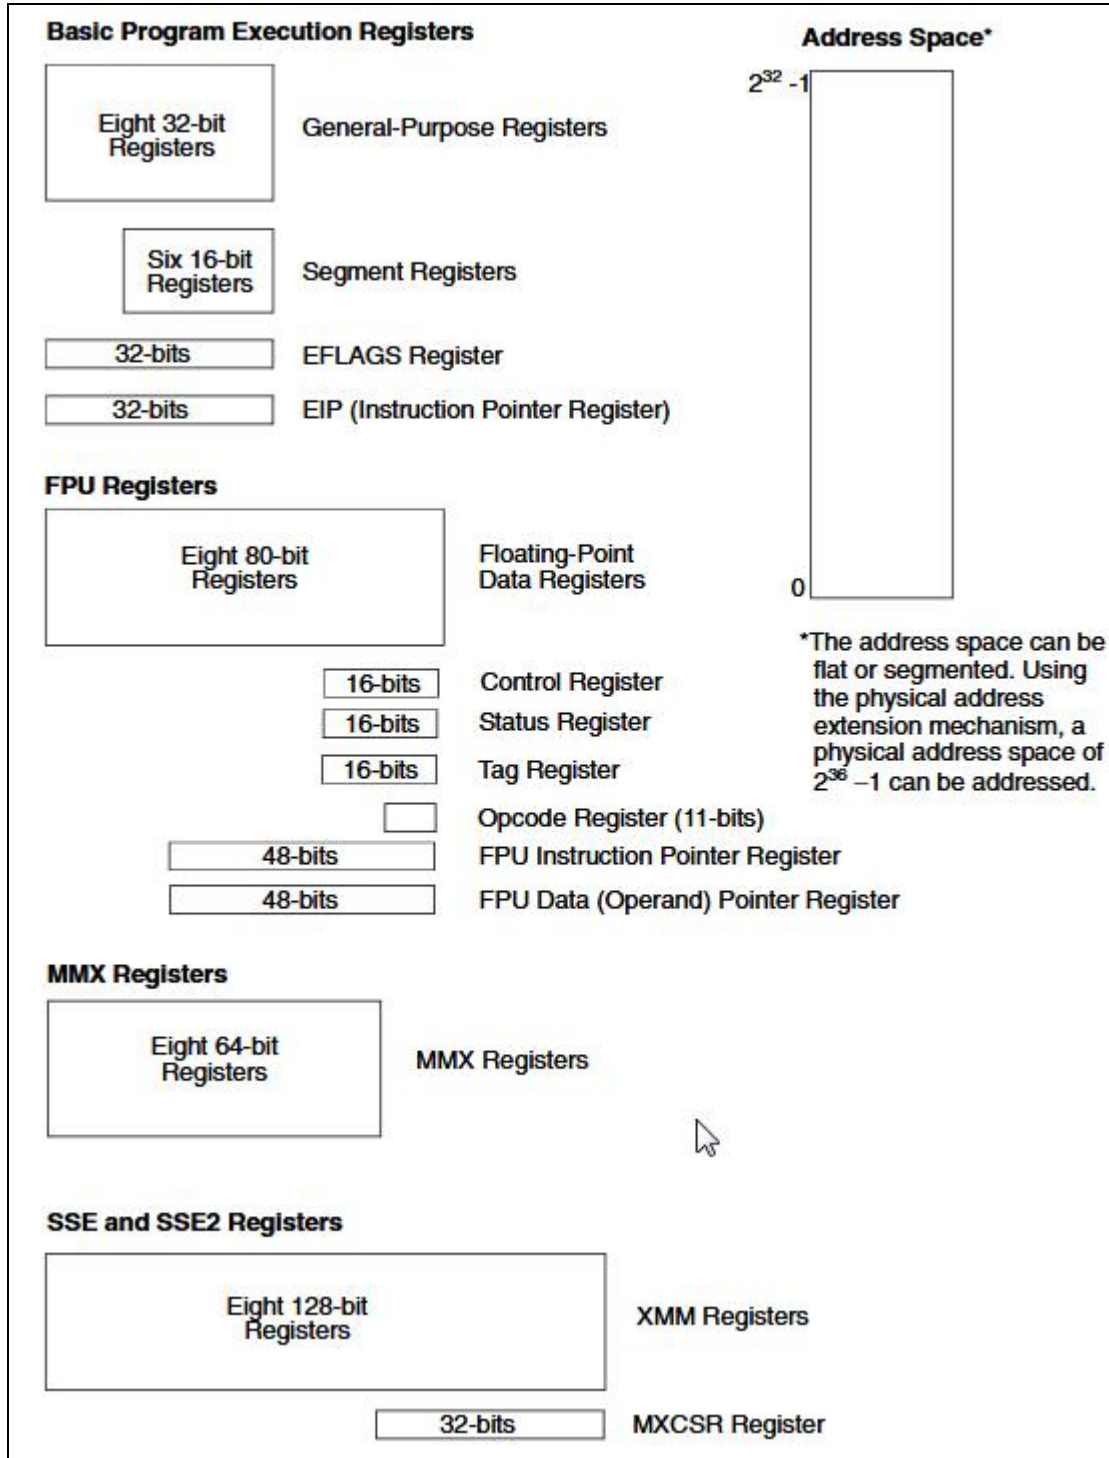 Basic Program Execution Registers
Eight 32-bit
Registers
General-Purpose Registers
Six 16-bit
Registers
Segment Registers
32-bits
EFLAGS Register
32-bits
EIP (Instruction Pointer Register)
FPU Registers
Eight 80-bit
Registers
Floating-Point
Data Registers
16-bits
Control Register
16-bits
Status Register
16-bits
Tag Register
Opcode Register (11-bits)
48-bits
FPU Instruction Pointer Register
48-bits
FPU Data (Operand) Pointer Register
MMX Registers
Eight 64-bit
Registers
MMX Registers
SSE and SSE2 Registers
Eight 128-bit
Registers
XMM Registers
32-bits
MXCSR Register
Address Space*
2³² -1
0
*The address space can be
flat or segmented. Using
the physical address
extension mechanism, a
physical address space of
2³⁶ –1 can be addressed.